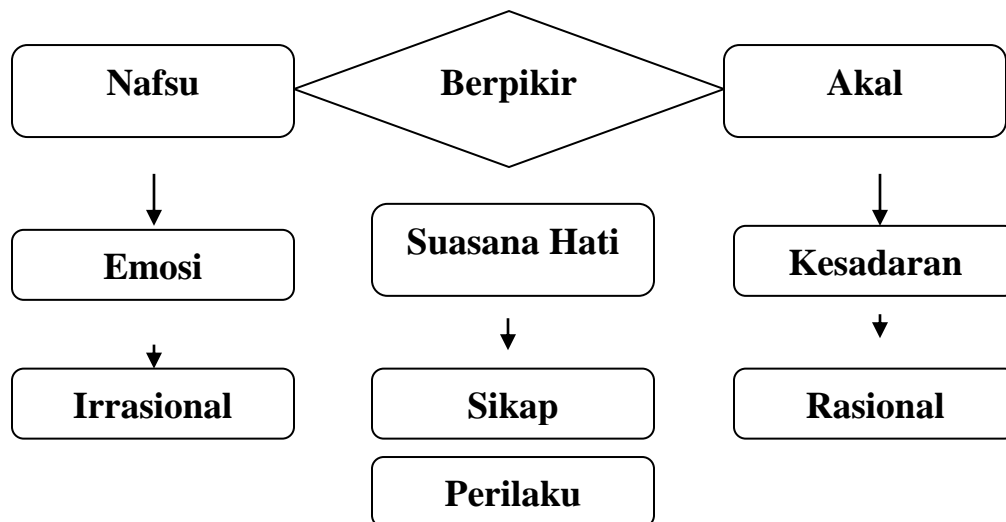 Nafsu
Berpikir
Akal
Emosi
Suasana Hati
Kesadaran
Irrasional
Sikap
Rasional
Perilaku